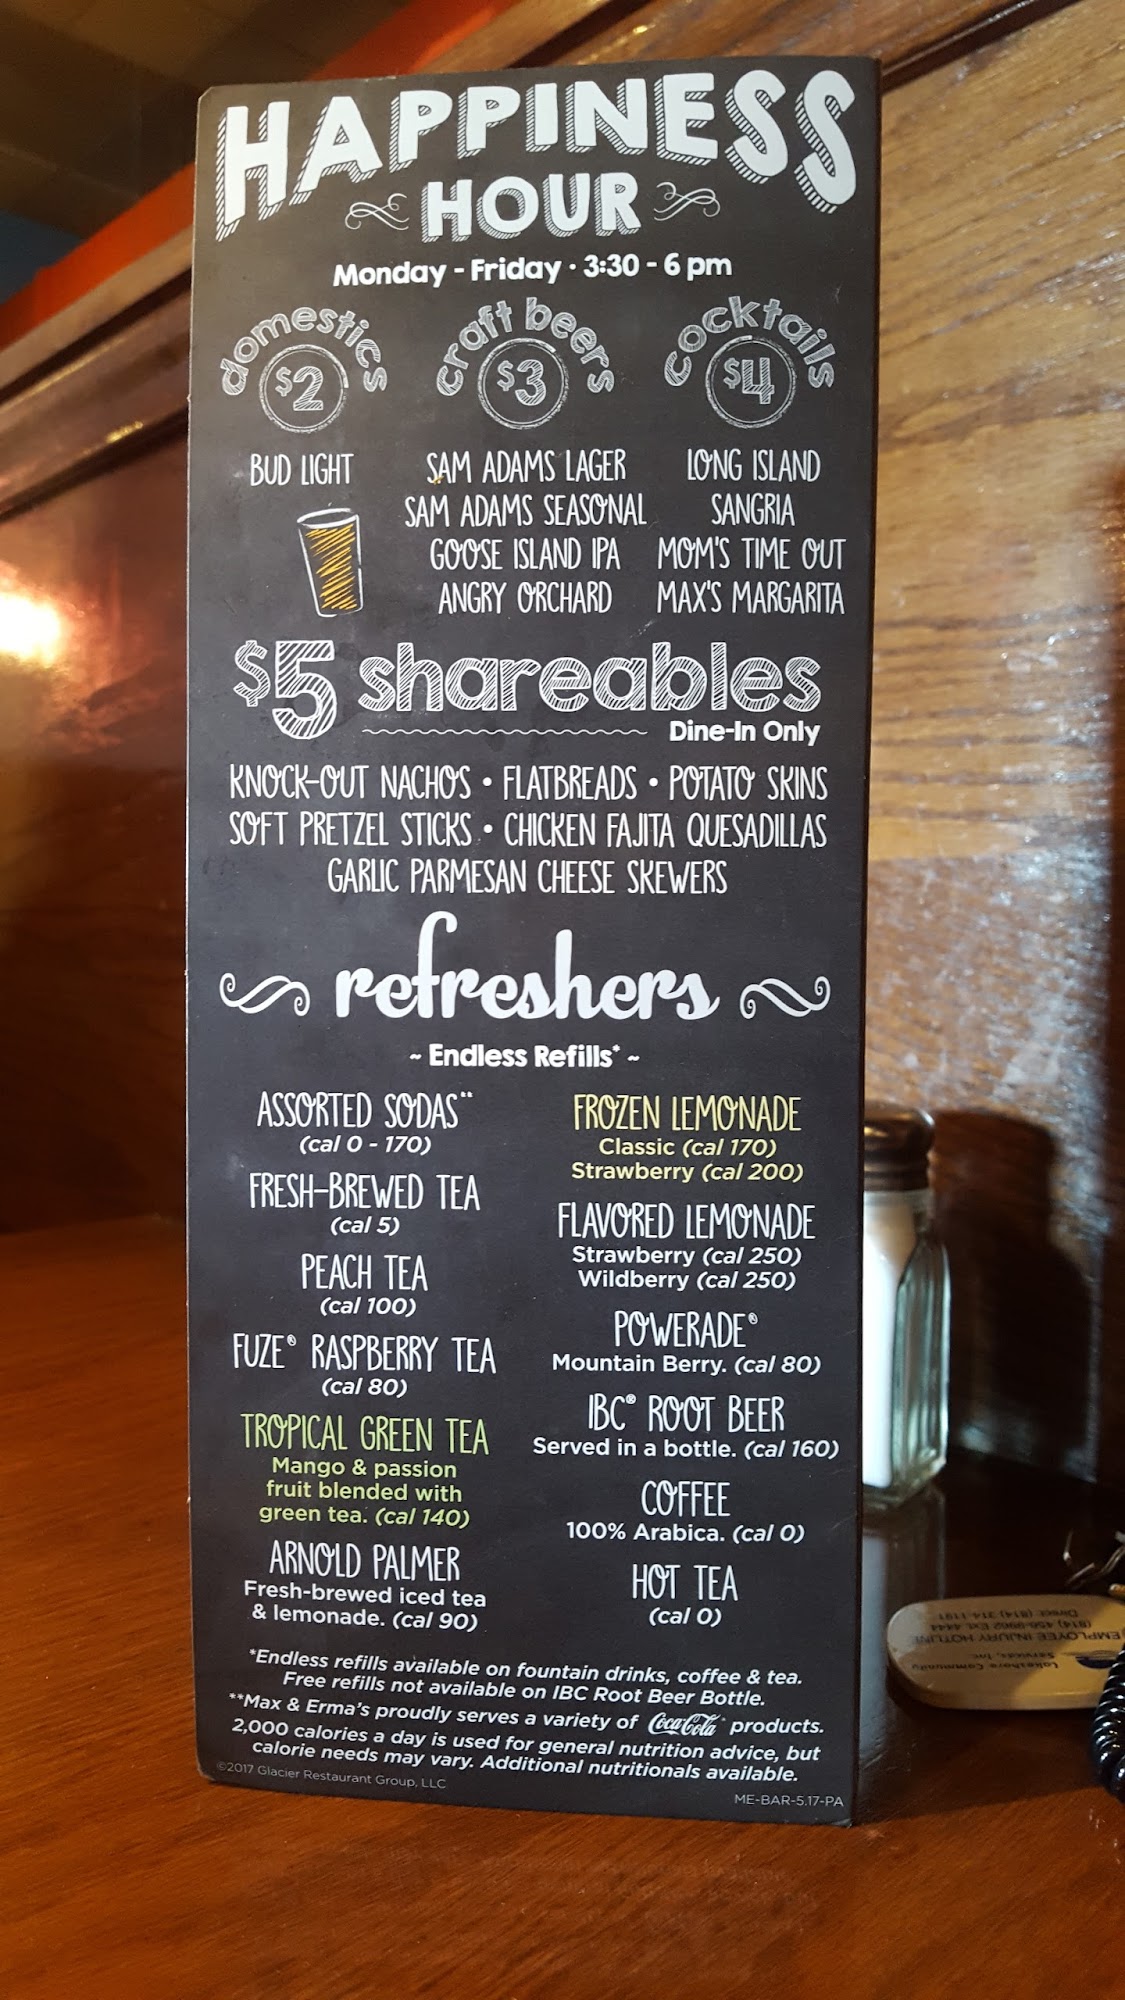 HAPPINESS
HOUR
Monday - Friday · 3:30 - 6 pm
domestics
$2
BUD LIGHT
craft beers
$3
SAM ADAMS LAGER
SAM ADAMS SEASONAL
GOOSE ISLAND IPA
ANGRY ORCHARD
cocktails
$4
LONG ISLAND
SANGRIA
MOM'S TIME OUT
MAX'S MARGARITA
$5 shareables
Dine-In Only
KNOCK-OUT NACHOS • FLATBREADS • POTATO SKINS
SOFT PRETZEL STICKS • CHICKEN FAJITA QUESADILLAS
GARLIC PARMESAN CHEESE SKEWERS
refreshers
~ Endless Refills* ~
ASSORTED SODAS**
(cal 0 - 170)
FRESH-BREWED TEA
(cal 5)
PEACH TEA
(cal 100)
FUZE® RASPBERRY TEA
(cal 80)
TROPICAL GREEN TEA
Mango & passion
fruit blended with
green tea. (cal 140)
ARNOLD PALMER
Fresh-brewed iced tea
& lemonade. (cal 90)
FROZEN LEMONADE
Classic (cal 170)
Strawberry (cal 200)
FLAVORED LEMONADE
Strawberry (cal 250)
Wildberry (cal 250)
POWERADE®
Mountain Berry. (cal 80)
IBC® ROOT BEER
Served in a bottle. (cal 160)
COFFEE
100% Arabica. (cal 0)
HOT TEA
(cal 0)
*Endless refills available on fountain drinks, coffee & tea.
Free refills not available on IBC Root Beer Bottle.
**Max & Erma's proudly serves a variety of Coca-Cola® products.
2,000 calories a day is used for general nutrition advice, but
calorie needs may vary. Additional nutritionals available.
©2017 Glacier Restaurant Group, LLC
ME-BAR-5.17-PA
Lakeshore Community
Services, Inc.
EMPLOYEE INJURY HOTLINE